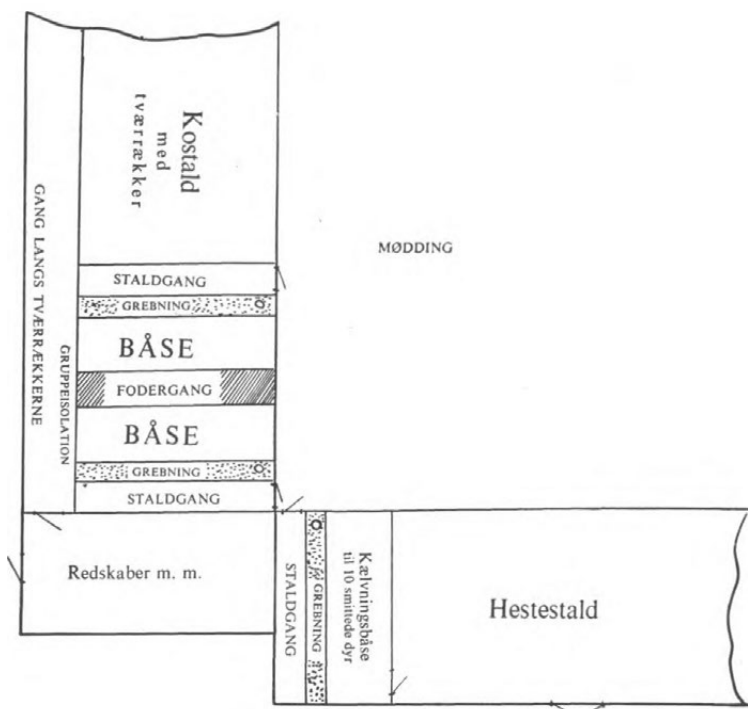 Kostald
med
tværrækker
GANG LANGS TVÆRRÆKKERNE
MØDDING
STALDGANG
GREBNING
BÅSE
GRUPPEISOLATION
FODERGANG
BÅSE
GREBNING
STALDGANG
Redskaber m. m.
STALDGANG
GREBNING
Kælvningsbåse
til 10 smittede dyr
Hestestald